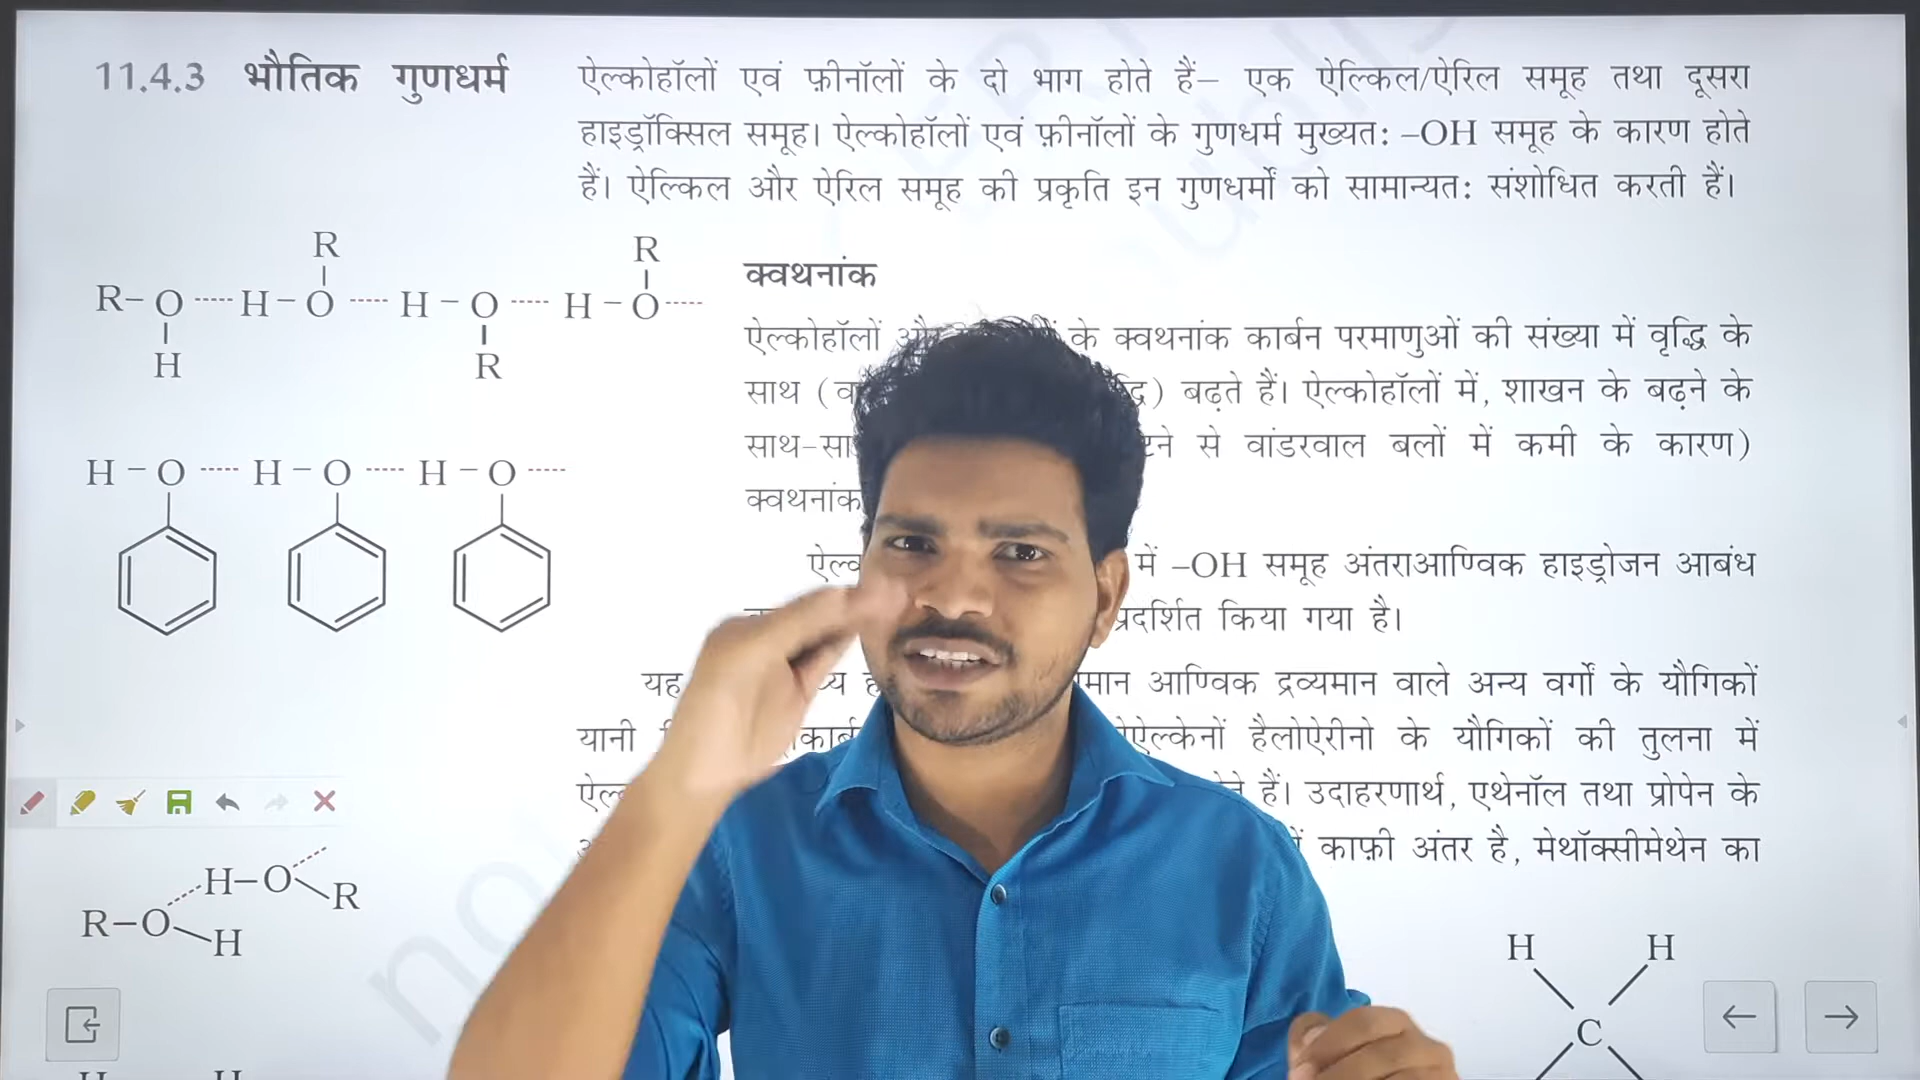 11.4.3 भौतिक गुणधर्म
ऐल्कोहॉलों एवं फ़ीनॉलों के दो भाग होते हैं– एक ऐल्किल/ऐरिल समूह तथा दूसरा
हाइड्रॉक्सिल समूह। ऐल्कोहॉलों एवं फ़ीनॉलों के गुणधर्म मुख्यत: –OH समूह के कारण होते
हैं। ऐल्किल और ऐरिल समूह की प्रकृति इन गुणधर्मों को सामान्यत: संशोधित करती हैं।
R R
R– O ----- H – O ----- H – O ----- H – O -----
H R
क्वथनांक
ऐल्कोहॉलों के क्वथनांक कार्बन परमाणुओं की संख्या में वृद्धि के
साथ ( ) बढ़ते हैं। ऐल्कोहॉलों में, शाखन के बढ़ने के
साथ-सा से वांडरवाल बलों में कमी के कारण)
क्वथनांक
H – O ----- H – O ----- H – O -----
में –OH समूह अंतराआण्विक हाइड्रोजन आबंध
प्रदर्शित किया गया है।
यह आण्विक द्रव्यमान वाले अन्य वर्गों के यौगिकों
यानी हैलोऐरीनो के यौगिकों की तुलना में
हैं। उदाहरणार्थ, एथेनॉल तथा प्रोपेन के
काफ़ी अंतर है, मेथॉक्सीमेथेन का
H–O R
R–O H
H H
C